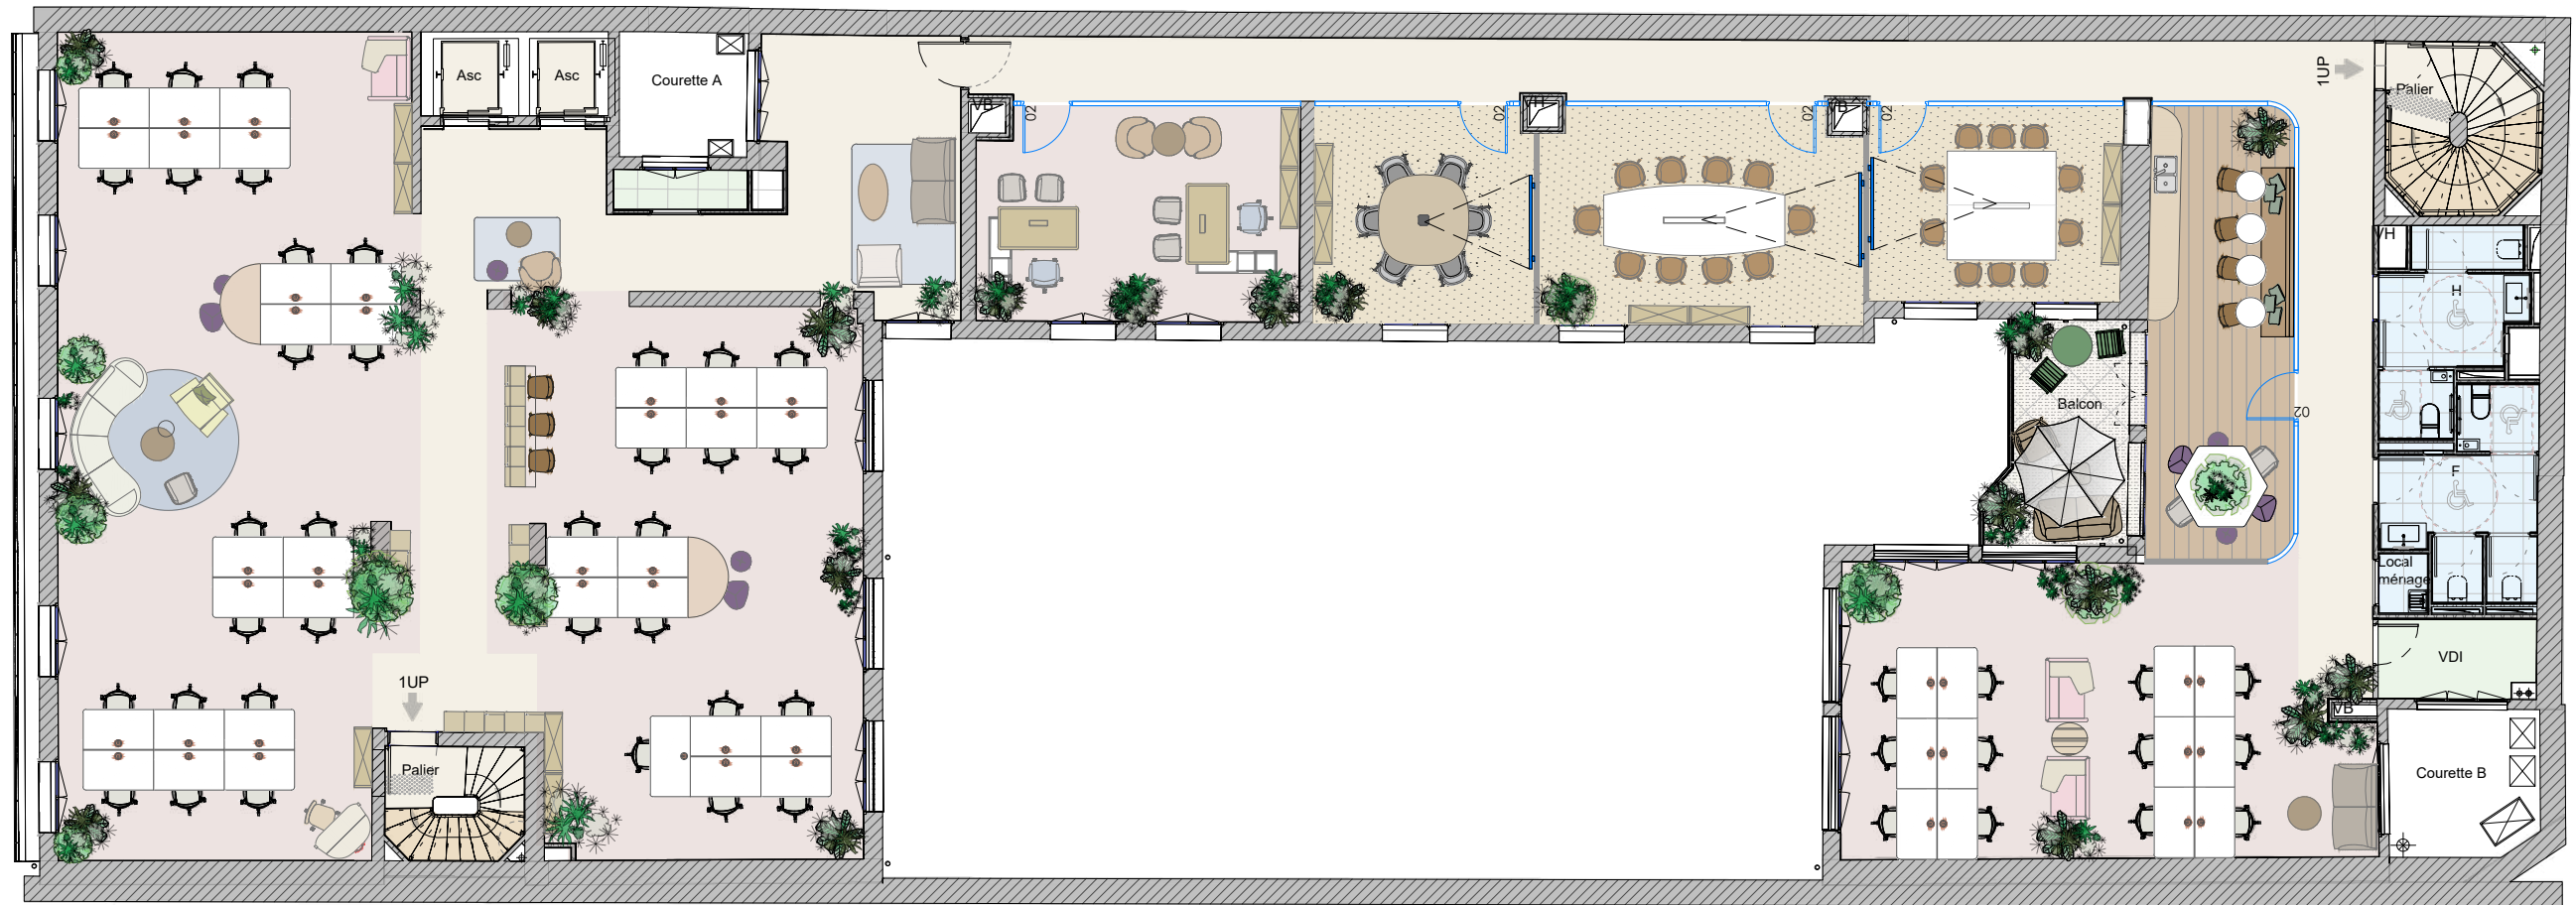 Asc
Asc
Courette A
VB
02
02
VH
02
VB
02
1UP
Palier
VH
H
Balcon
02
F
Local
ménage
VDI
VB
1UP
Palier
Courette B